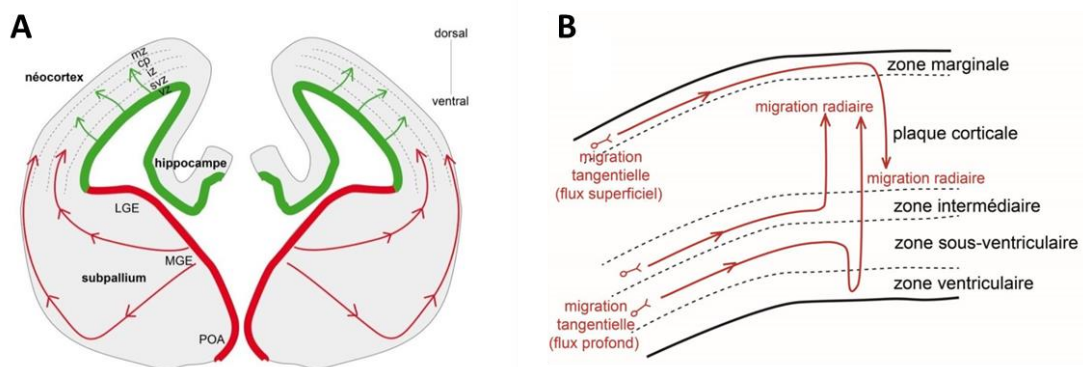 A
néocortex
mz
cp
iz
svz
vz
hippocampe
LGE
MGE
subpallium
POA
dorsal
ventral
B
zone marginale
migration radiaire
plaque corticale
migration
tangentielle
(flux superficiel)
migration radiaire
zone intermédiaire
zone sous-ventriculaire
zone ventriculaire
migration
tangentielle
(flux profond)